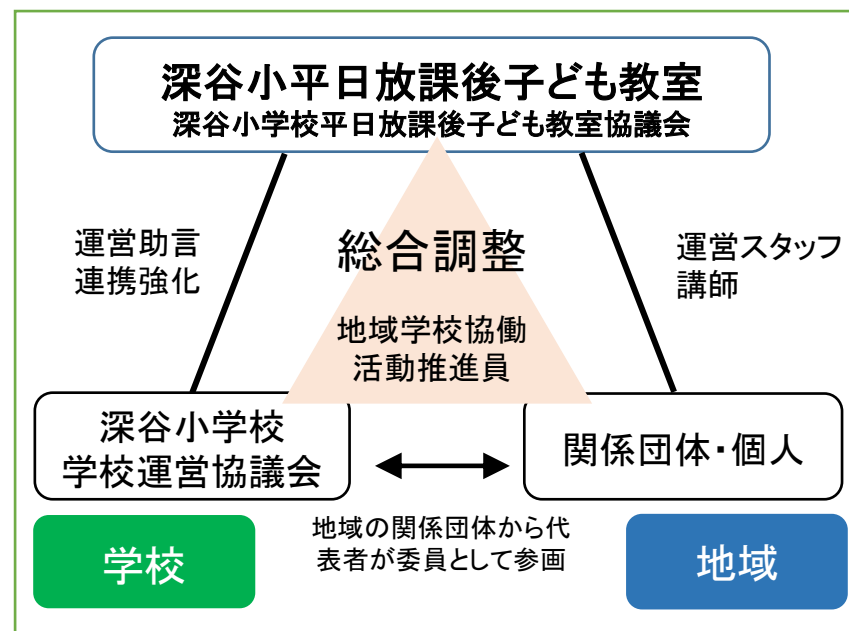 深谷小平日放課後子ども教室
深谷小学校平日放課後子ども教室協議会
運営助言
連携強化
総合調整
運営スタッフ
講師
地域学校協働
活動推進員
深谷小学校
学校運営協議会
関係団体・個人
地域の関係団体から代
表者が委員として参画
学校
地域